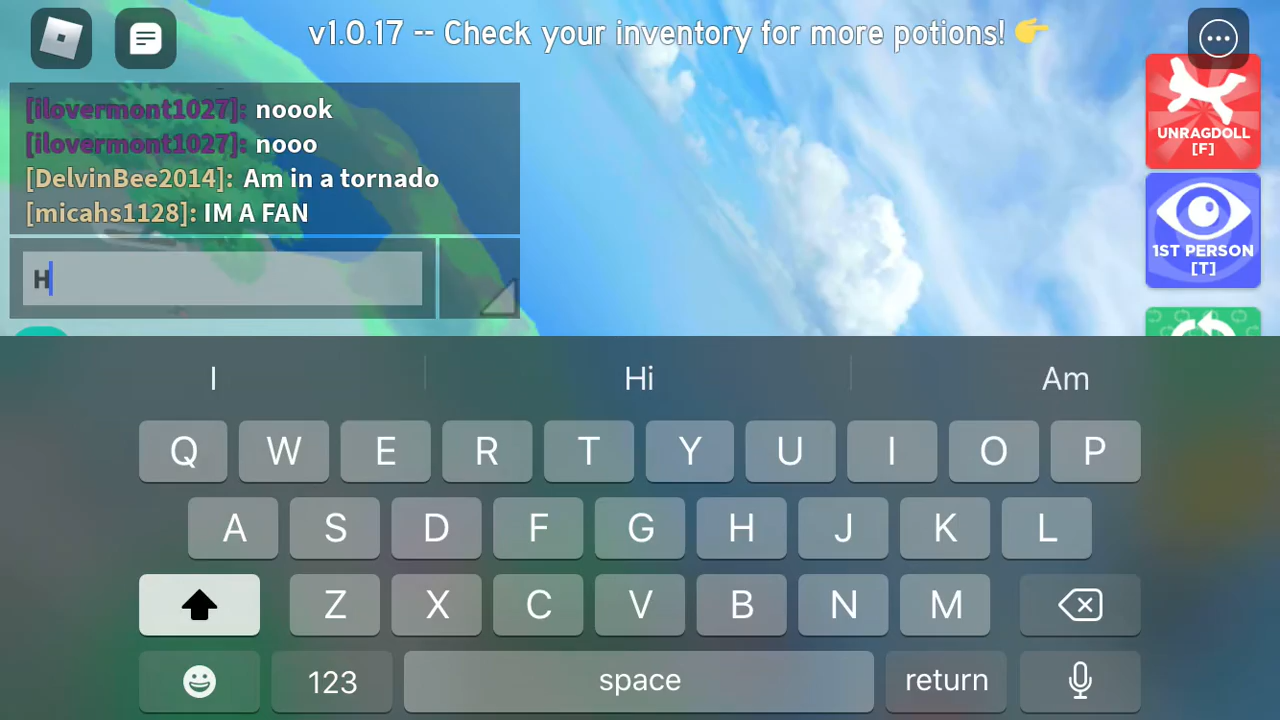 v1.0.17 -- Check your inventory for more potions! 👉
[ilovermont1027]: noook
[ilovermont1027]: nooo
[DelvinBee2014]: Am in a tornado
[micahs1128]: IM A FAN
H
UNRAGDOLL
[F]
1ST PERSON
[T]
I Hi Am
Q W E R T Y U I O P
A S D F G H J K L
Z X C V B N M
123 space return